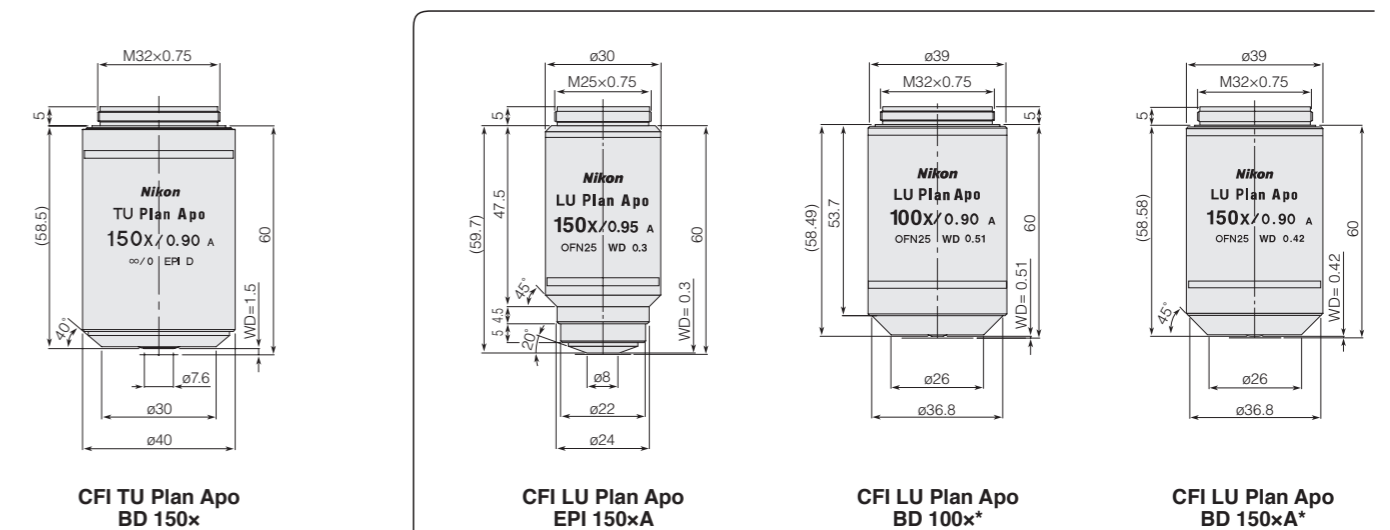 M32×0.75
5
(58.5)
60
Nikon
TU Plan Apo
150X/0.90 A
∞/0 EPI D
40°
WD=1.5
ø7.6
ø30
ø40
CFI TU Plan Apo
BD 150×
ø30
M25×0.75
5
47.5
(59.7)
60
Nikon
LU Plan Apo
150X/0.95 A
OFN25 WD 0.3
45°
4.5
5
20°
WD= 0.3
ø8
ø22
ø24
CFI LU Plan Apo
EPI 150×A
ø39
M32×0.75
5
(58.49)
53.7
60
Nikon
LU Plan Apo
100X/0.90 A
OFN25 WD 0.51
WD= 0.51
ø26
ø36.8
CFI LU Plan Apo
BD 100×*
ø39
M32×0.75
5
(58.58)
60
Nikon
LU Plan Apo
150X/0.90 A
OFN25 WD 0.42
45°
WD= 0.42
ø26
ø36.8
CFI LU Plan Apo
BD 150×A*